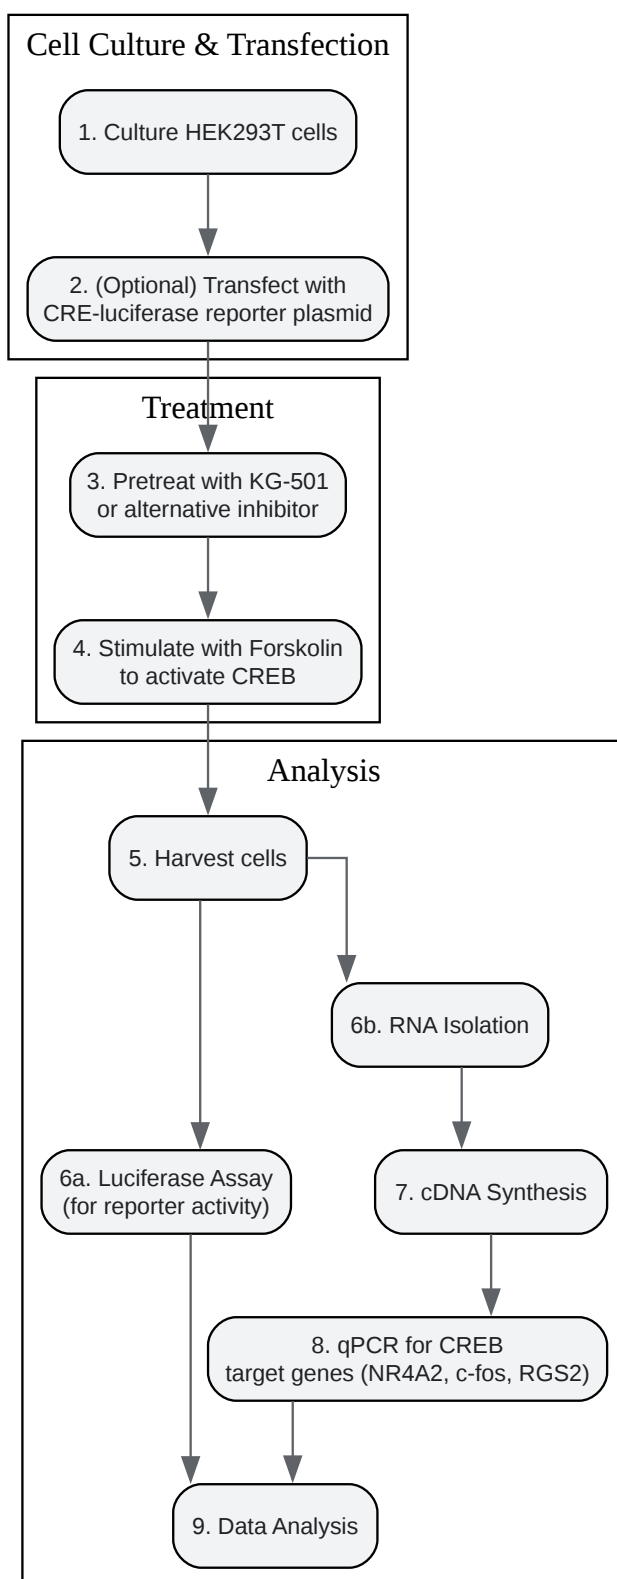 Cell Culture & Transfection
1. Culture HEK293T cells
2. (Optional) Transfect with
CRE-luciferase reporter plasmid
Treatment
3. Pretreat with KG-501
or alternative inhibitor
4. Stimulate with Forskolin
to activate CREB
Analysis
5. Harvest cells
6b. RNA Isolation
6a. Luciferase Assay
(for reporter activity)
7. cDNA Synthesis
8. qPCR for CREB
target genes (NR4A2, c-fos, RGS2)
9. Data Analysis